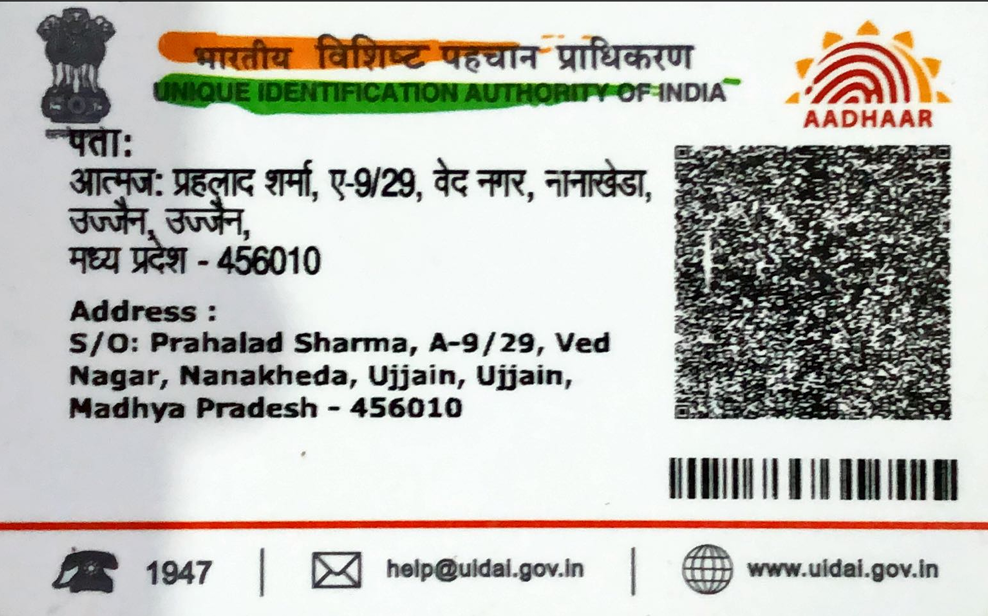 भारतीय विशिष्ट पहचान प्राधिकरण
UNIQUE IDENTIFICATION AUTHORITY OF INDIA
AADHAAR
पता:
आत्मज: प्रहलाद शर्मा, ए-9/29, वेद नगर, नानाखेडा,
उज्जैन, उज्जैन,
मध्य प्रदेश - 456010
Address :
S/O: Prahalad Sharma, A-9/29, Ved
Nagar, Nanakheda, Ujjain, Ujjain,
Madhya Pradesh - 456010
1947
help@uidai.gov.in
www.uidai.gov.in